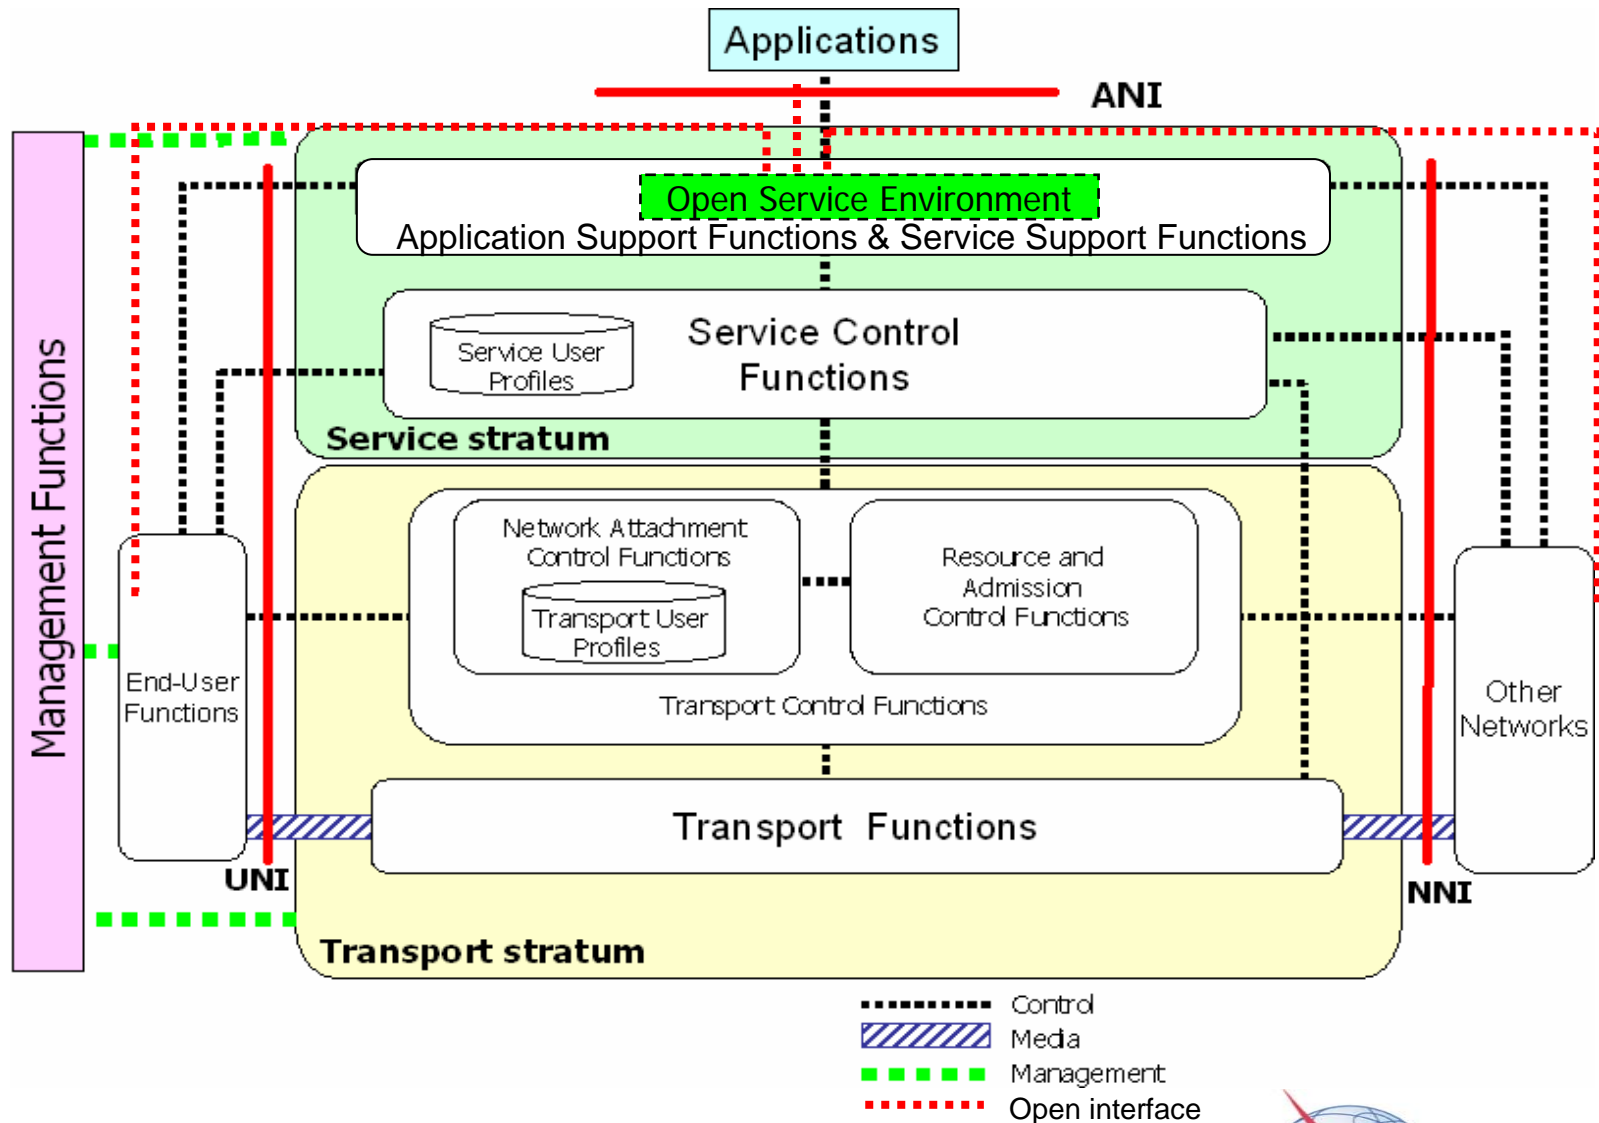 Applications
ANI
Open Service Environment
Application Support Functions & Service Support Functions
Service User
Profiles
Service Control
Functions
Service stratum
Management Functions
Network Attachment
Control Functions
Transport User
Profiles
Resource and
Admission
Control Functions
Transport Control Functions
End-User
Functions
Other
Networks
Transport Functions
UNI
NNI
Transport stratum
Control
Media
Management
Open interface